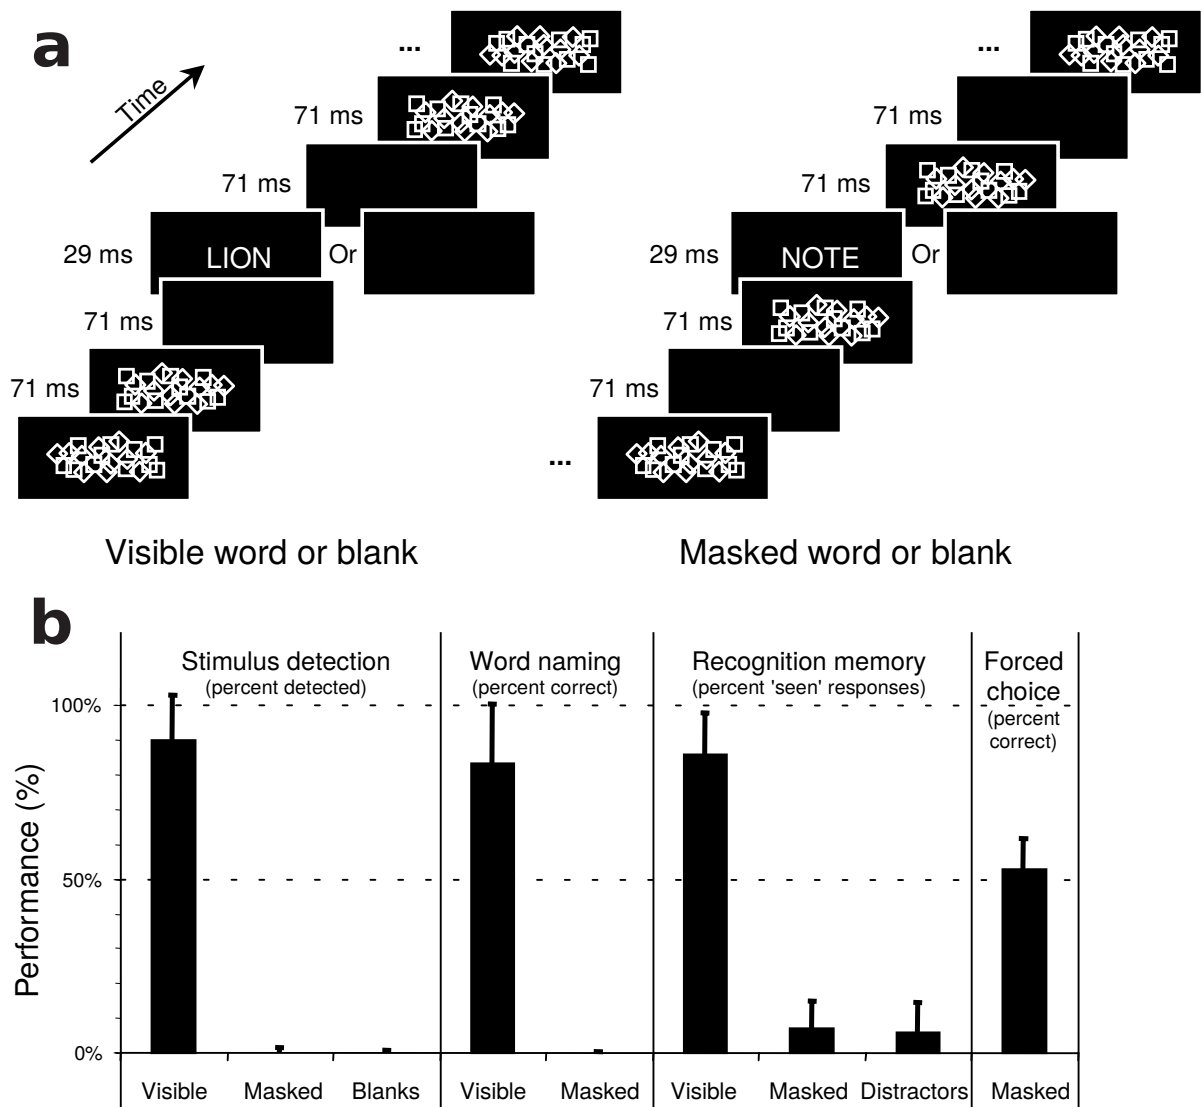 a
Time
...
...
71 ms
71 ms
71 ms
71 ms
29 ms
LION
Or
29 ms
NOTE
Or
71 ms
71 ms
71 ms
71 ms
...
Visible word or blank
Masked word or blank
b
Stimulus detection
(percent detected)
Word naming
(percent correct)
Recognition memory
(percent 'seen' responses)
Forced
choice
(percent
correct)
Performance (%)
100%
50%
0%
Visible
Masked
Blanks
Visible
Masked
Visible
Masked
Distractors
Masked